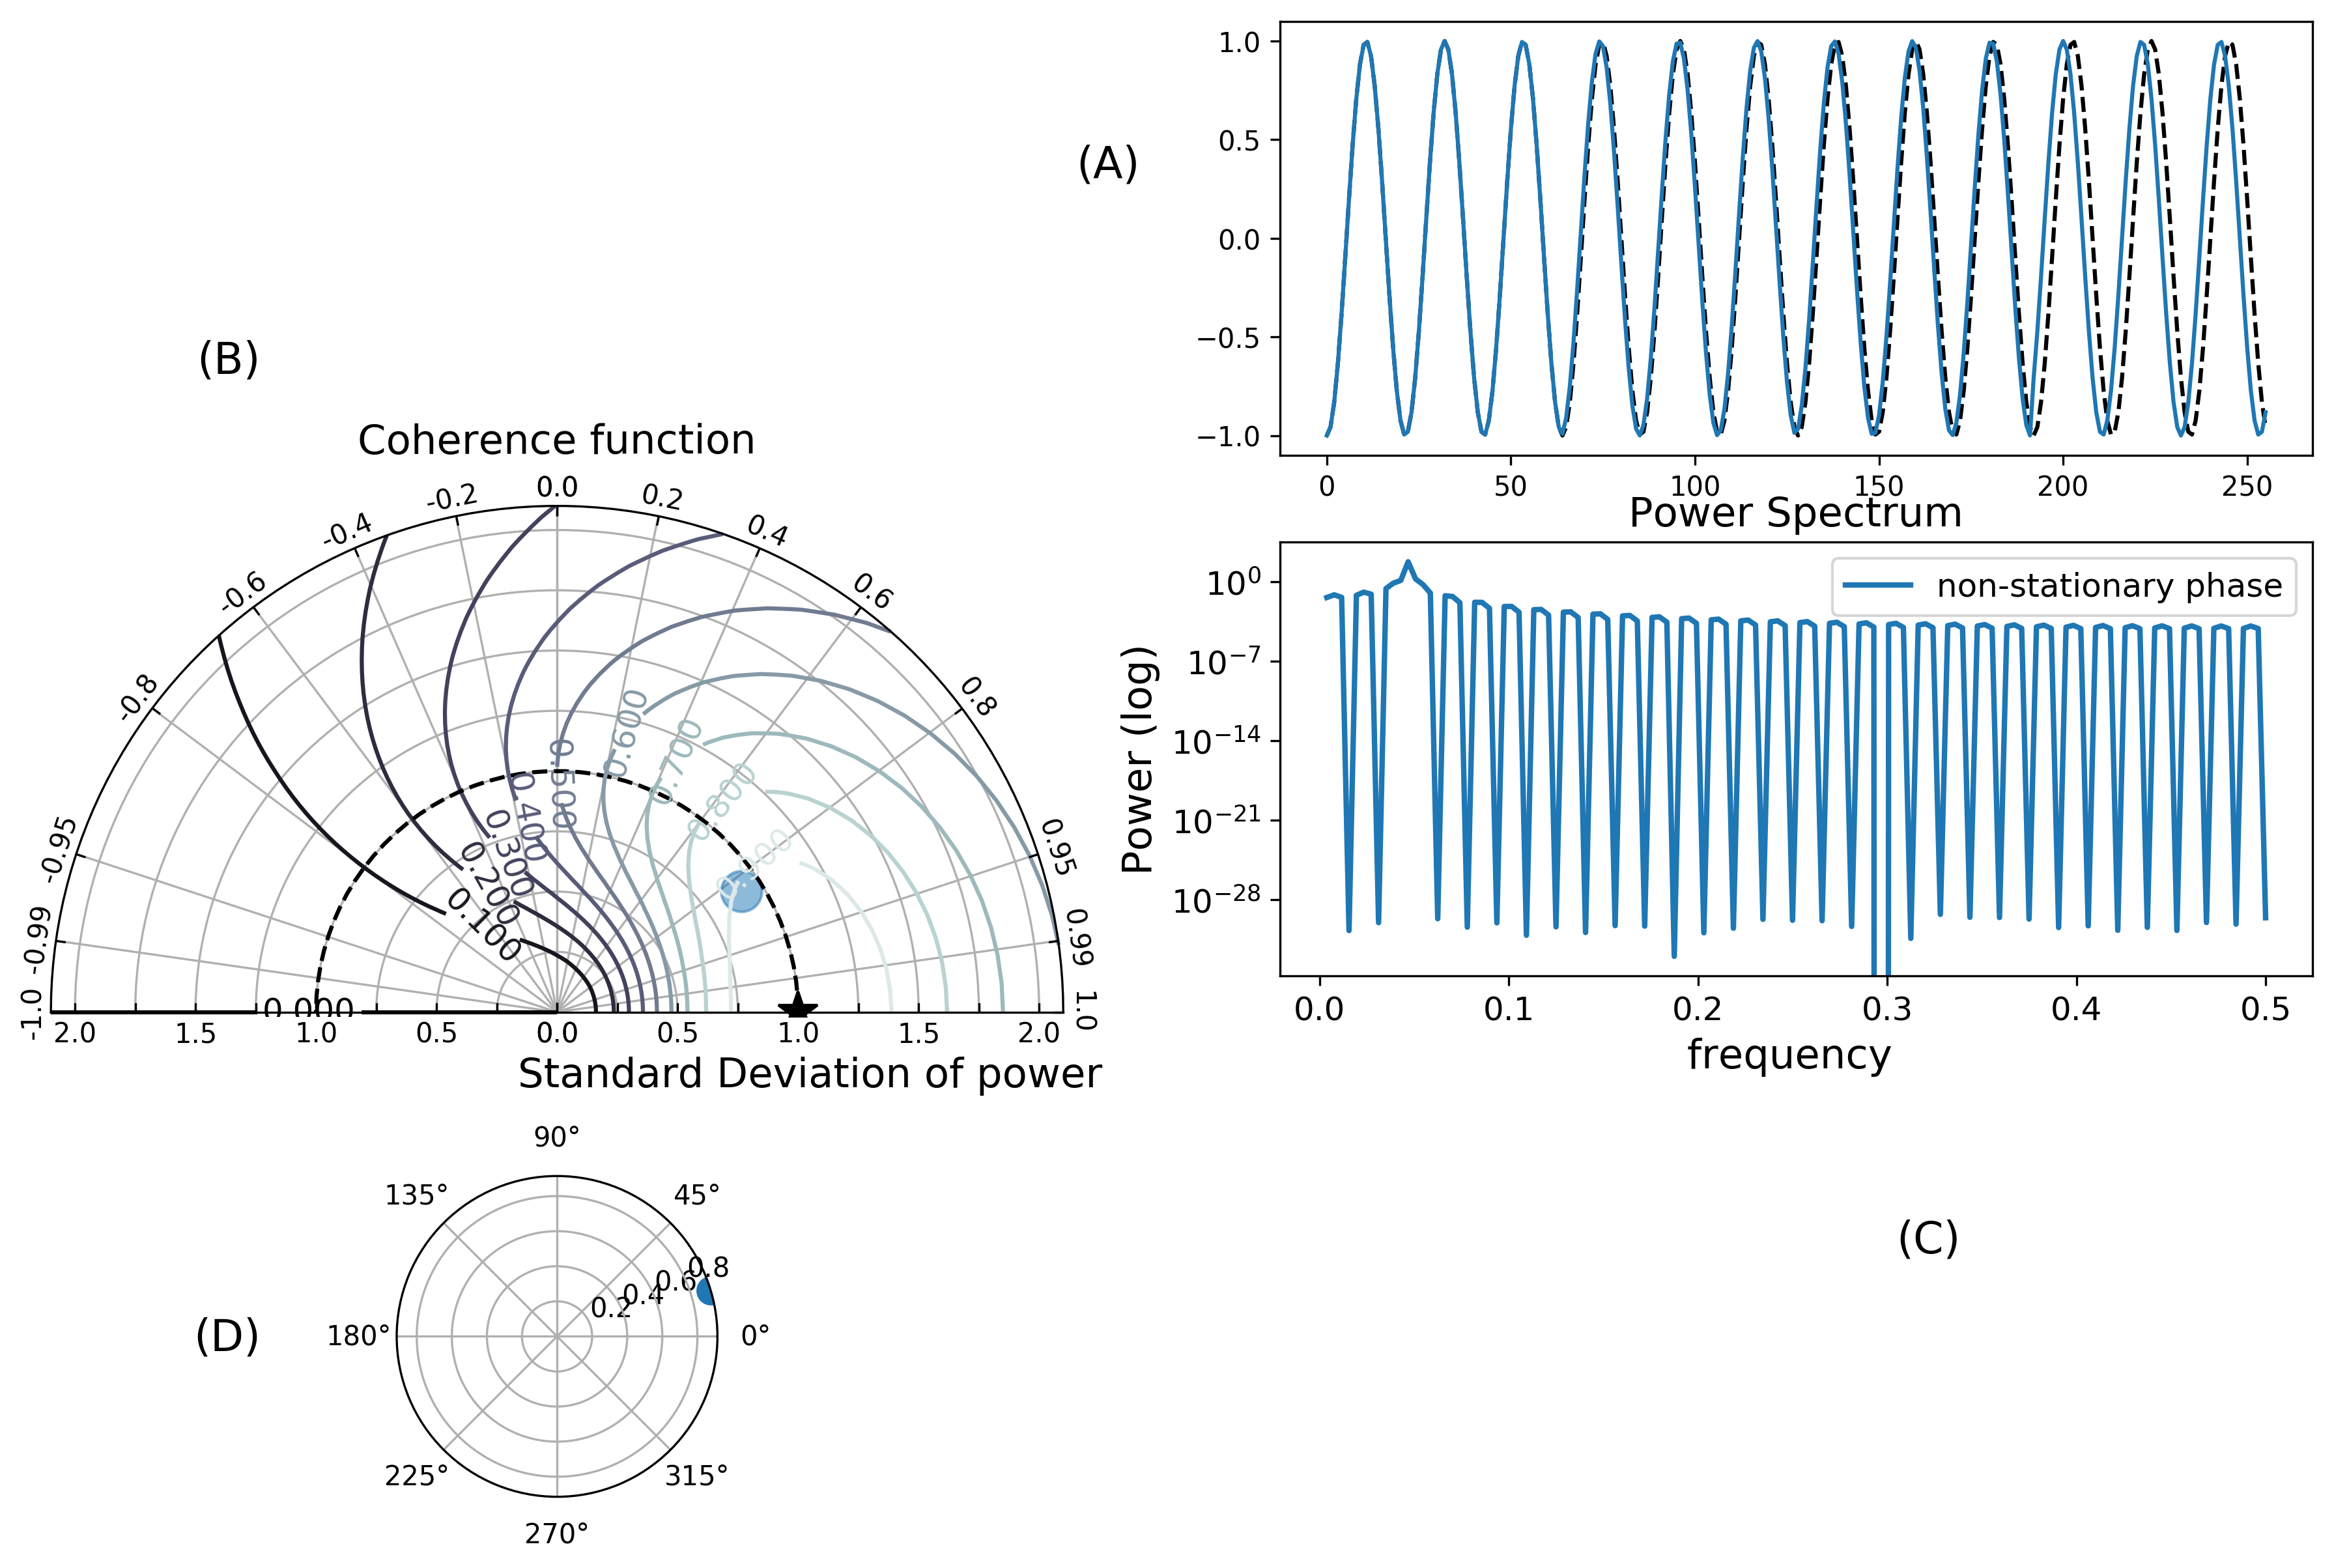 (A)
1.0
0.5
0.0
−0.5
−1.0
0 50 100 150 200 250
(B)
Coherence function
-1.0 -0.99 -0.95 -0.8 -0.6 -0.4 -0.2 0.0 0.2 0.4 0.6 0.8 0.95 0.99 1.0
0.000 0.100 0.200 0.300 0.400 0.500 0.600 0.700 0.800 0.900
2.0 1.5 1.0 0.5 0.0 0.5 1.0 1.5 2.0
Standard Deviation of power
Power Spectrum
non-stationary phase
Power (log)
10⁰
10⁻⁷
10⁻¹⁴
10⁻²¹
10⁻²⁸
0.0 0.1 0.2 0.3 0.4 0.5
frequency
(C)
(D)
90°
135° 45°
0.2 0.4 0.6 0.8
180° 0°
225° 315°
270°